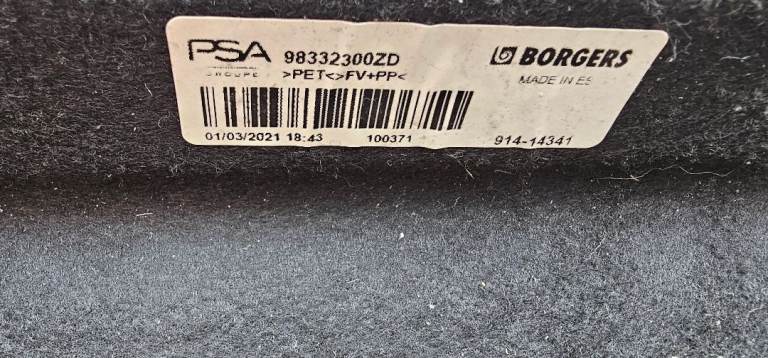 PSA 98332300ZD BORGERS
GROUPE >PET<>FV+PP< MADE IN ES
01/03/2021 18:43 100371 914-14341